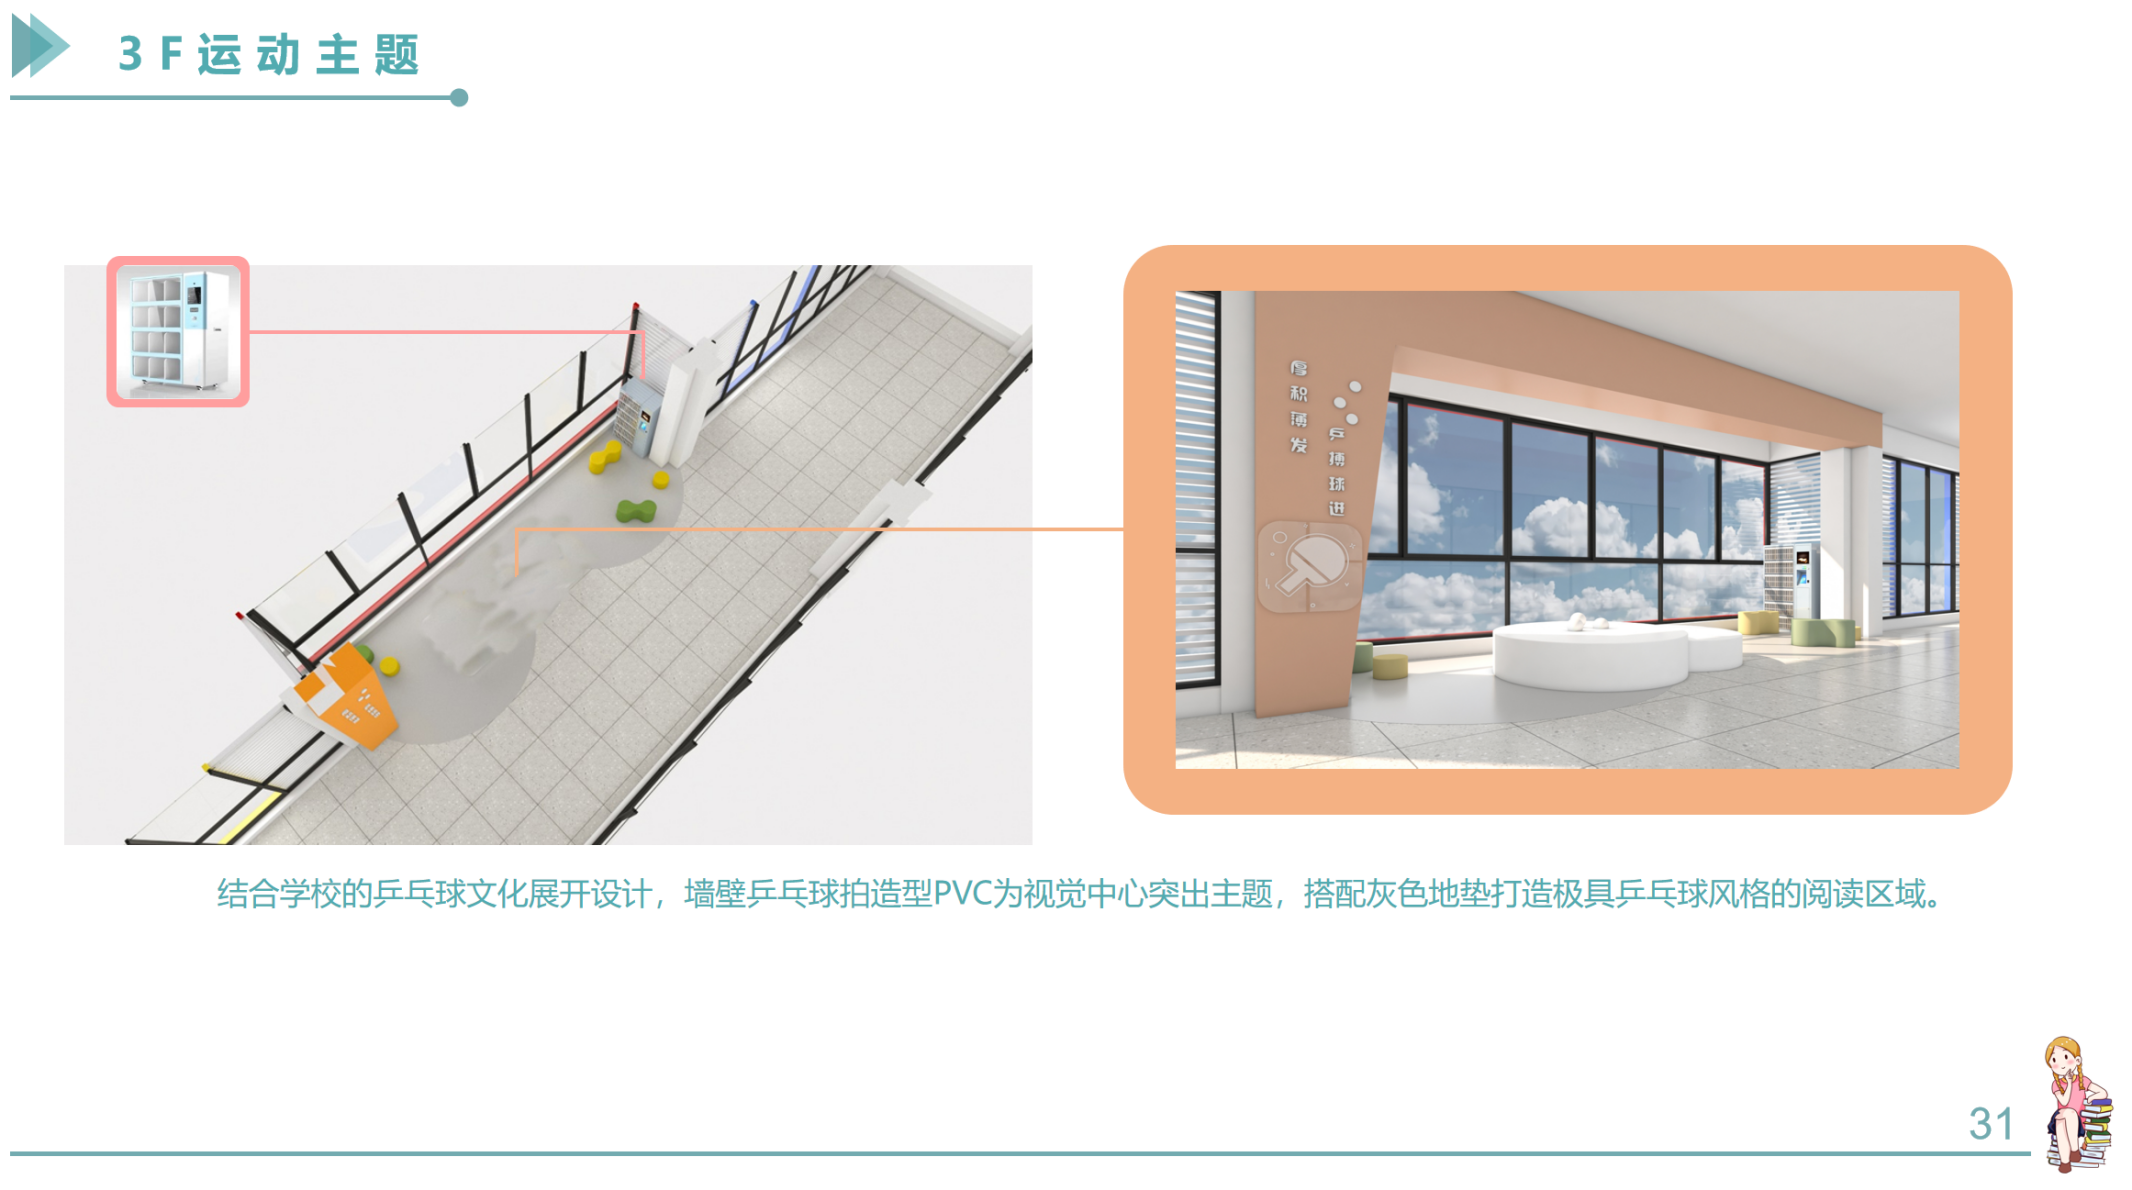 3F运动主题
厚积薄发
乒搏球进
结合学校的乒乓球文化展开设计，墙壁乒乓球拍造型PVC为视觉中心突出主题，搭配灰色地垫打造极具乒乓球风格的阅读区域。
31